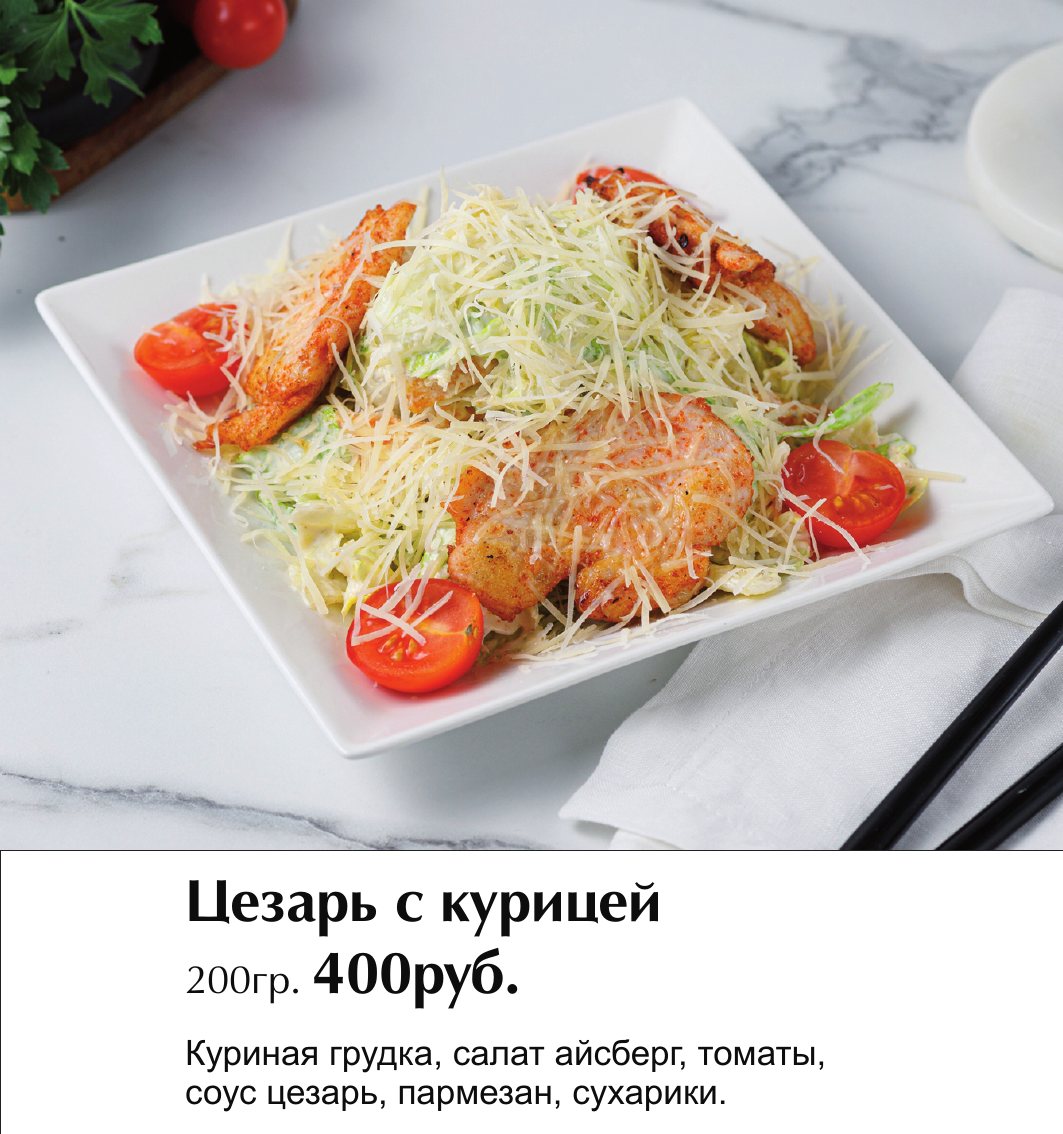 Цезарь с курицей
200гр. 400руб.
Куриная грудка, салат айсберг, томаты,
соус цезарь, пармезан, сухарики.